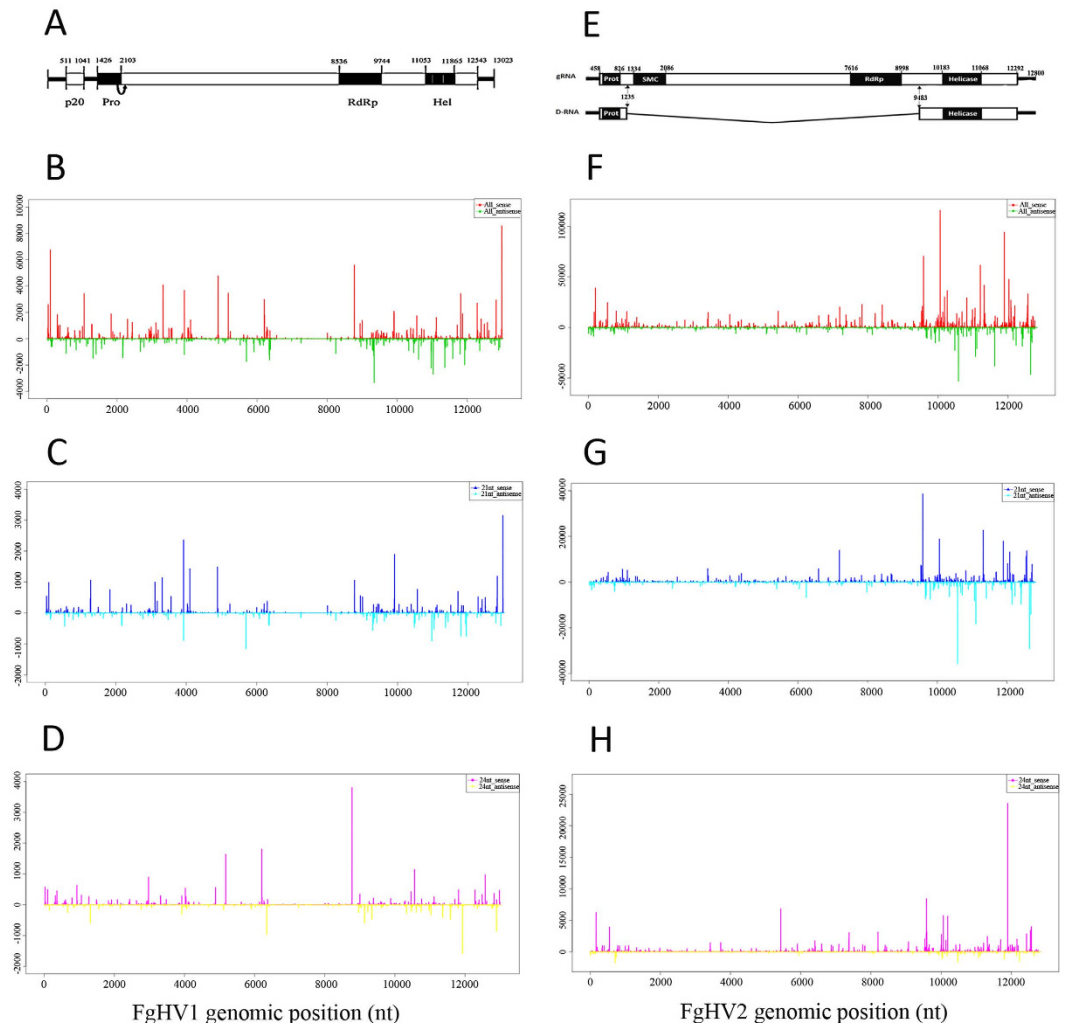 A
511 1041 1426 2103 8536 9744 11053 11865 12543 13023
p20 Pro RdRp Hel
B
All_sense
All_antisense
10000
8000
6000
4000
2000
0
-2000
-4000
0 2000 4000 6000 8000 10000 12000
C
21nt_sense
21nt_antisense
4000
3000
2000
1000
0
-1000
-2000
0 2000 4000 6000 8000 10000 12000
D
24nt_sense
24nt_antisense
4000
3000
2000
1000
0
-1000
-2000
0 2000 4000 6000 8000 10000 12000
FgHV1 genomic position (nt)
E
458 826 1334 3086 7616 8998 10183 11068 12292 12800
gRNA Prot SMC RdRp Helicase
1235 9483
D-RNA Prot Helicase
F
All_sense
All_antisense
100000
50000
0
-50000
0 2000 4000 6000 8000 10000 12000
G
21nt_sense
21nt_antisense
40000
20000
0
-20000
-40000
0 2000 4000 6000 8000 10000 12000
H
24nt_sense
24nt_antisense
25000
20000
15000
10000
5000
0
0 2000 4000 6000 8000 10000 12000
FgHV2 genomic position (nt)